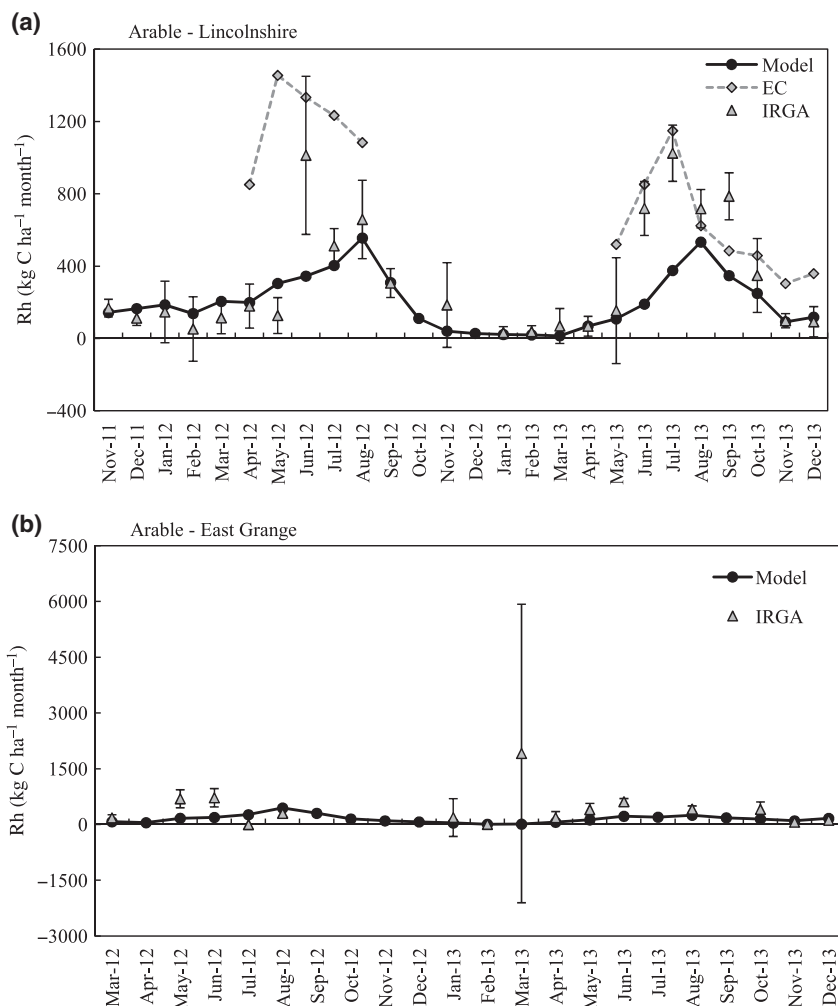 (a)
Arable - Lincolnshire
1600
1200
800
400
0
−400
Rh (kg C ha⁻¹ month⁻¹)
Model
EC
IRGA
Nov-11
Dec-11
Jan-12
Feb-12
Mar-12
Apr-12
May-12
Jun-12
Jul-12
Aug-12
Sep-12
Oct-12
Nov-12
Dec-12
Jan-13
Feb-13
Mar-13
Apr-13
May-13
Jun-13
Jul-13
Aug-13
Sep-13
Oct-13
Nov-13
Dec-13
(b)
Arable - East Grange
7500
6000
4500
3000
1500
0
−1500
−3000
Rh (kg C ha⁻¹ month⁻¹)
Model
IRGA
Mar-12
Apr-12
May-12
Jun-12
Jul-12
Aug-12
Sep-12
Oct-12
Nov-12
Dec-12
Jan-13
Feb-13
Mar-13
Apr-13
May-13
Jun-13
Jul-13
Aug-13
Sep-13
Oct-13
Nov-13
Dec-13